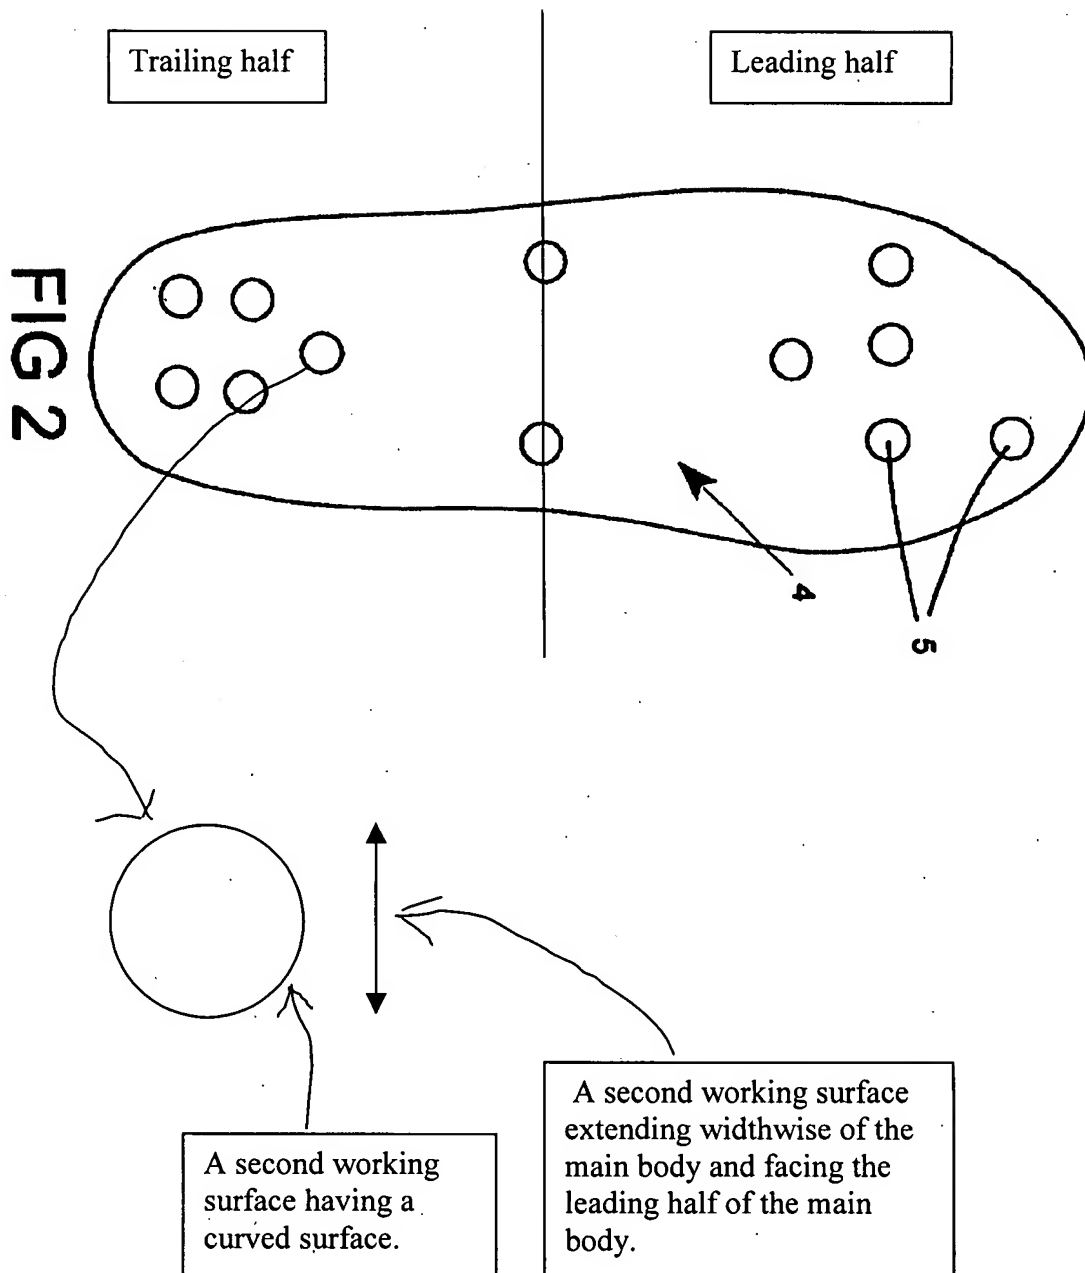 Trailing half
Leading half
FIG 2
4
5
A second working surface
extending widthwise of the
main body and facing the
leading half of the main
body.
A second working
surface having a
curved surface.